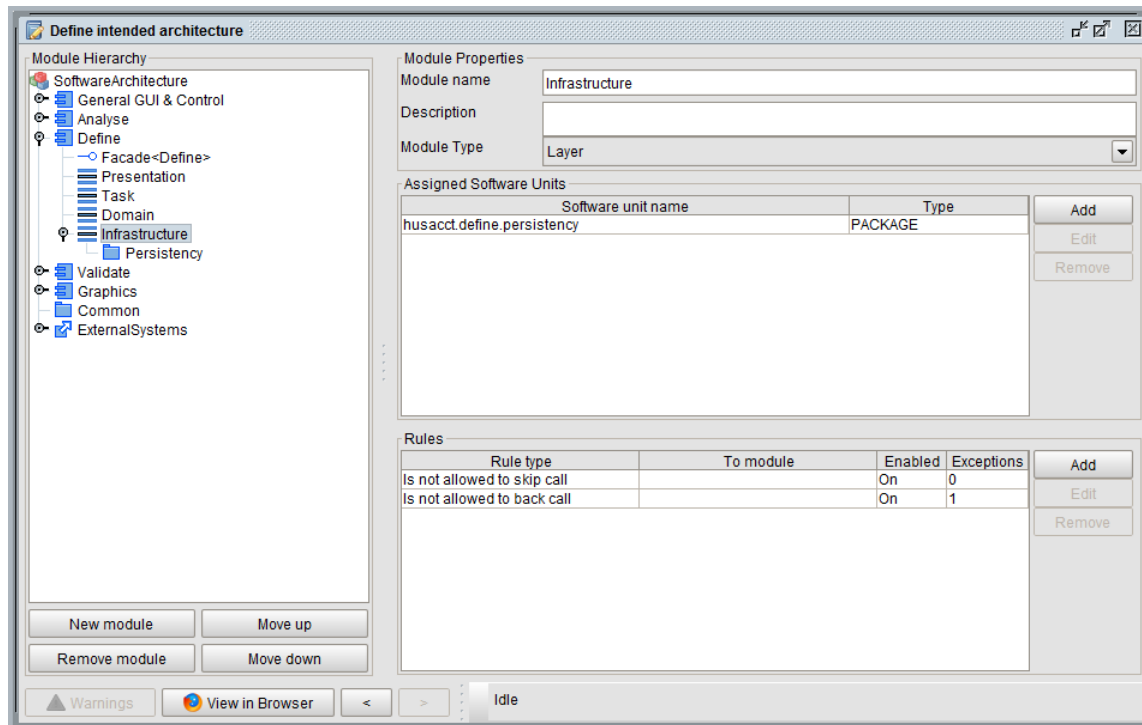 Define intended architecture
Module Hierarchy
SoftwareArchitecture
General GUI & Control
Analyse
Define
Facade<Define>
Presentation
Task
Domain
Infrastructure
Persistency
Validate
Graphics
Common
ExternalSystems
New module Move up
Remove module Move down
Module Properties
Module name Infrastructure
Description
Module Type Layer
Assigned Software Units
Software unit name Type Add
husacct.define.persistency PACKAGE
Edit
Remove
Rules
Rule type To module Enabled Exceptions Add
Is not allowed to skip call On 0
Is not allowed to back call On 1
Edit
Remove
Warnings View in Browser < > Idle